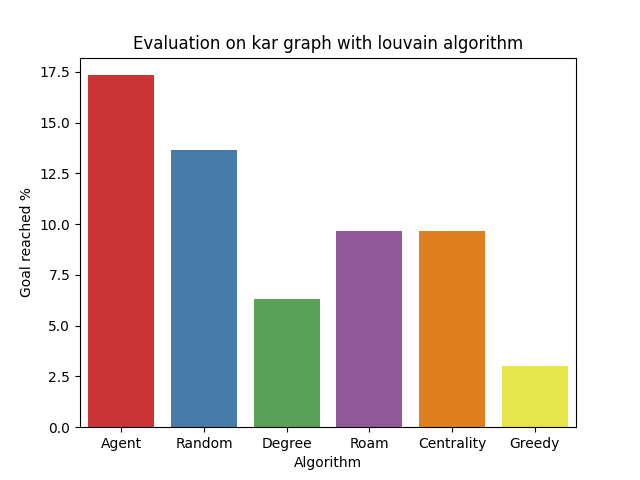 Evaluation on kar graph with louvain algorithm
17.5
15.0
12.5
10.0
7.5
5.0
2.5
0.0
Goal reached %
Agent Random Degree Roam Centrality Greedy
Algorithm